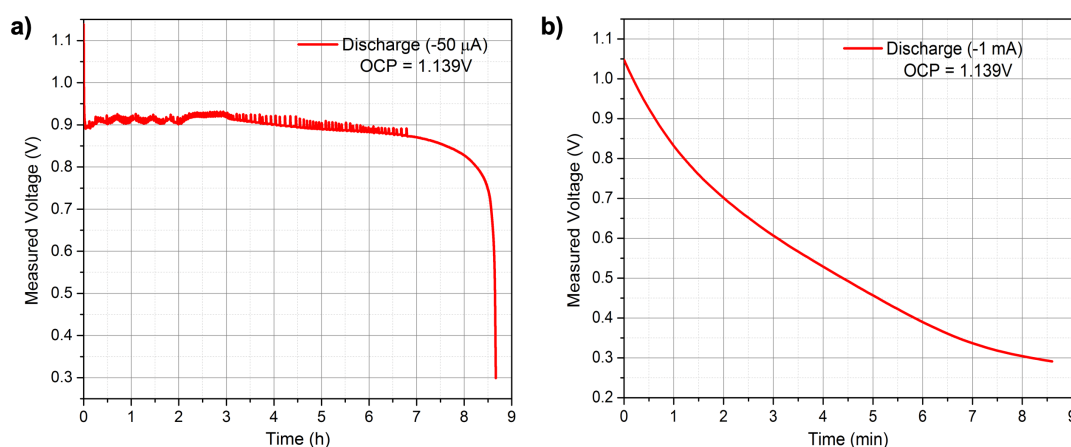 a)
Discharge (-50 μA)
OCP = 1.139V
Measured Voltage (V)
1.1
1.0
0.9
0.8
0.7
0.6
0.5
0.4
0.3
0 1 2 3 4 5 6 7 8 9
Time (h)
b)
Discharge (-1 mA)
OCP = 1.139V
Measured Voltage (V)
1.1
1.0
0.9
0.8
0.7
0.6
0.5
0.4
0.3
0.2
0 1 2 3 4 5 6 7 8 9
Time (min)